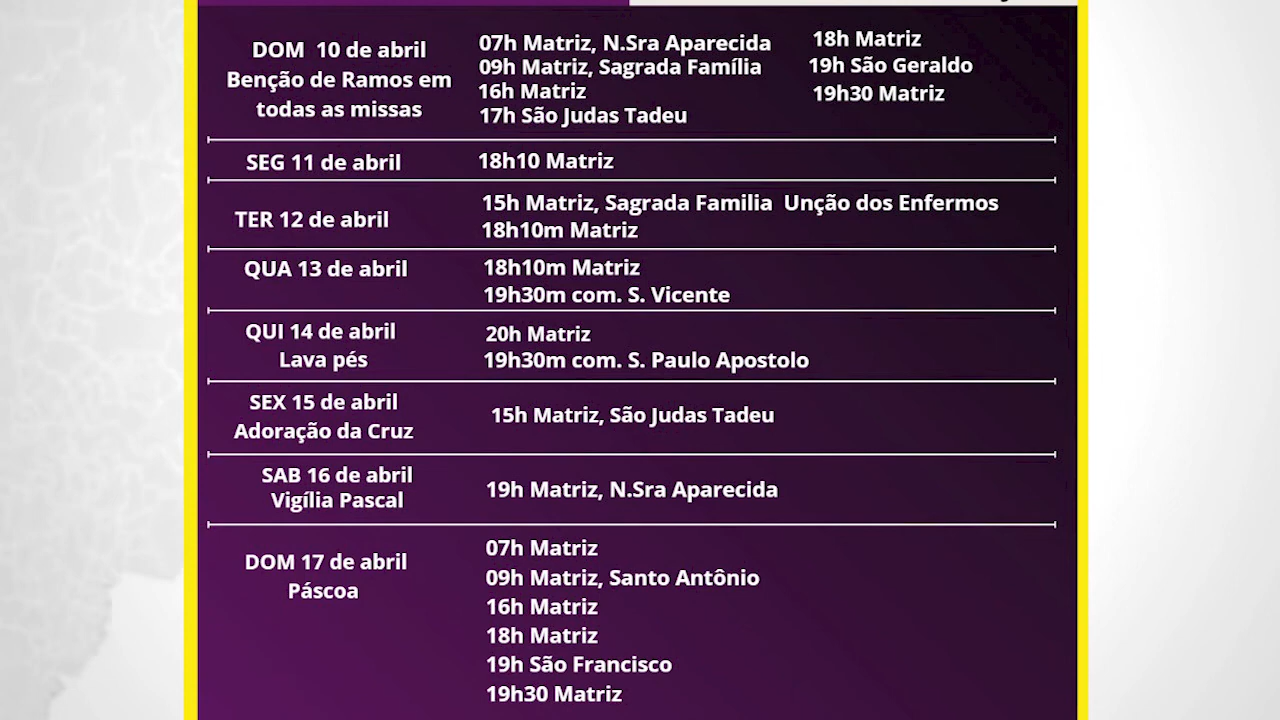 DOM 10 de abril
Benção de Ramos em
todas as missas
07h Matriz, N.Sra Aparecida
09h Matriz, Sagrada Família
16h Matriz
17h São Judas Tadeu
18h Matriz
19h São Geraldo
19h30 Matriz
SEG 11 de abril
18h10 Matriz
TER 12 de abril
15h Matriz, Sagrada Familia Unção dos Enfermos
18h10m Matriz
QUA 13 de abril
18h10m Matriz
19h30m com. S. Vicente
QUI 14 de abril
Lava pés
20h Matriz
19h30m com. S. Paulo Apostolo
SEX 15 de abril
Adoração da Cruz
15h Matriz, São Judas Tadeu
SAB 16 de abril
Vigília Pascal
19h Matriz, N.Sra Aparecida
DOM 17 de abril
Páscoa
07h Matriz
09h Matriz, Santo Antônio
16h Matriz
18h Matriz
19h São Francisco
19h30 Matriz